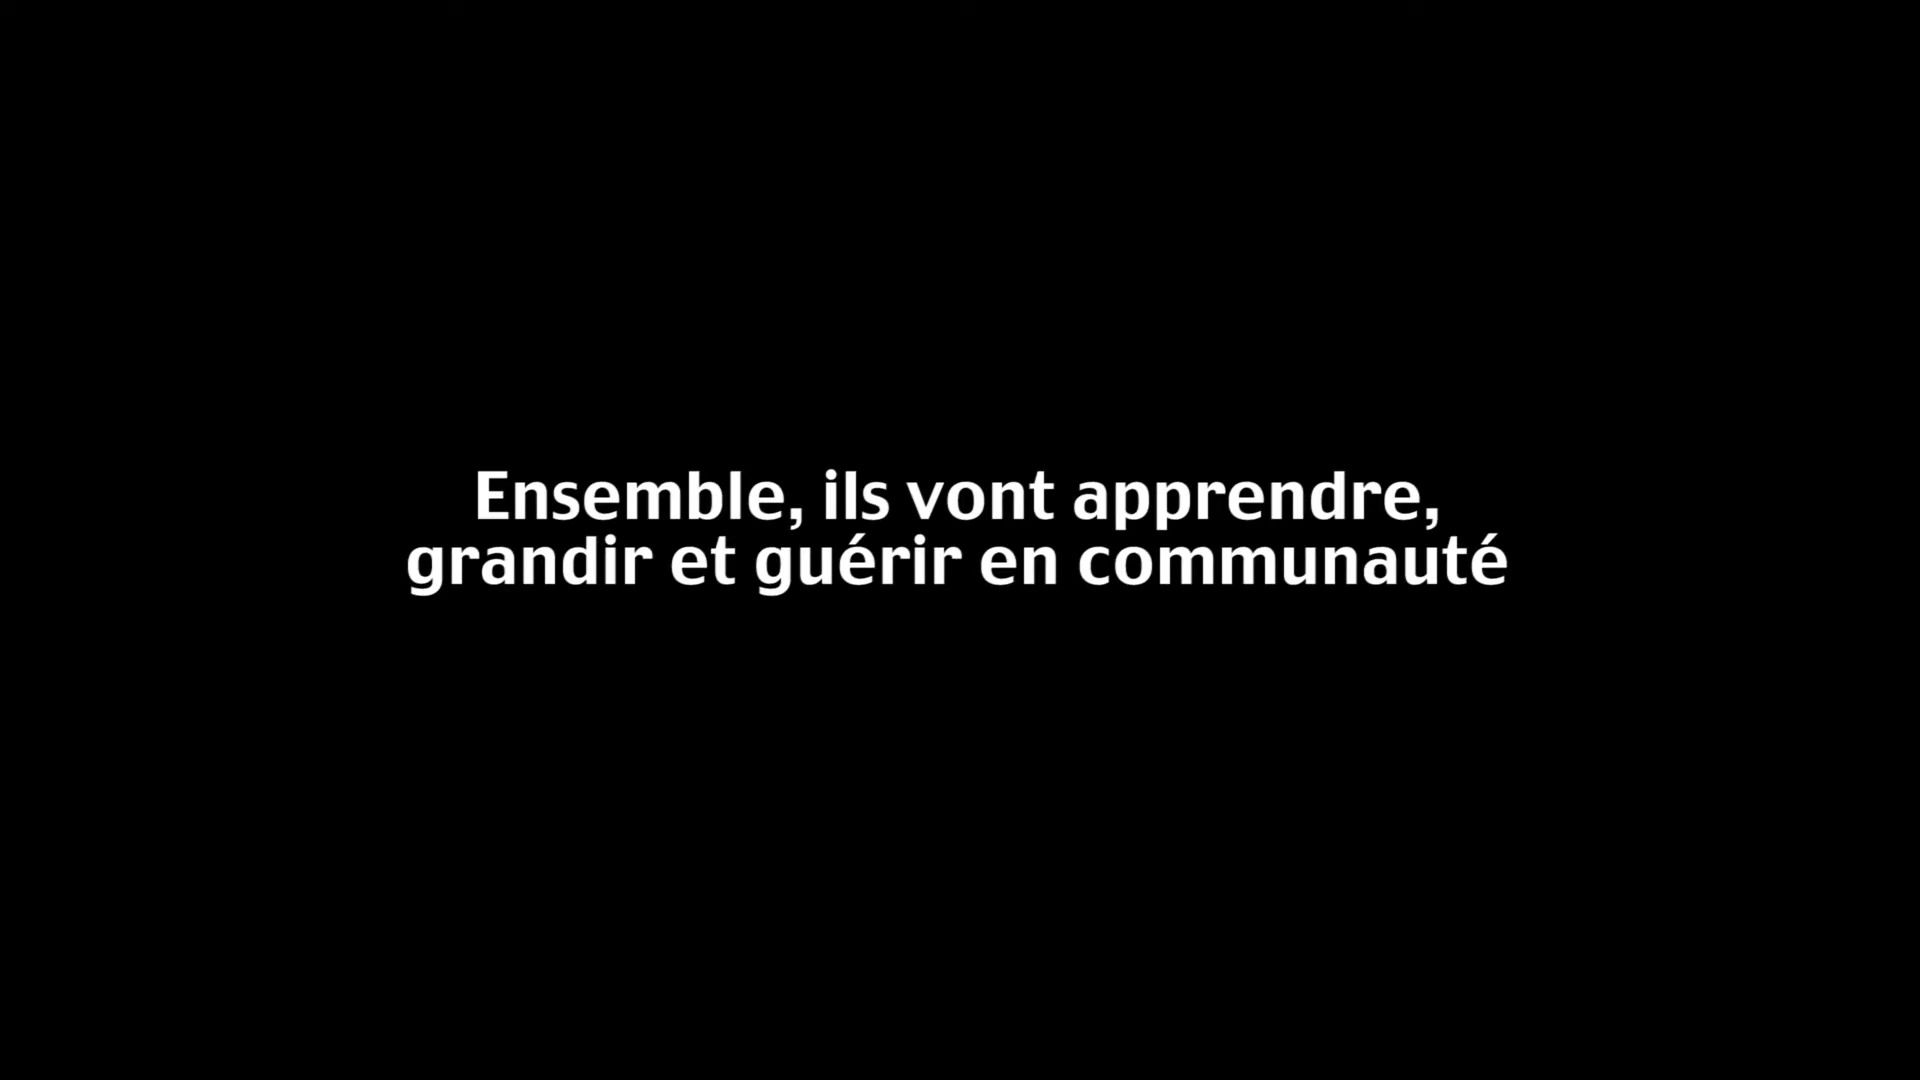 Ensemble, ils vont apprendre,
grandir et guérir en communauté